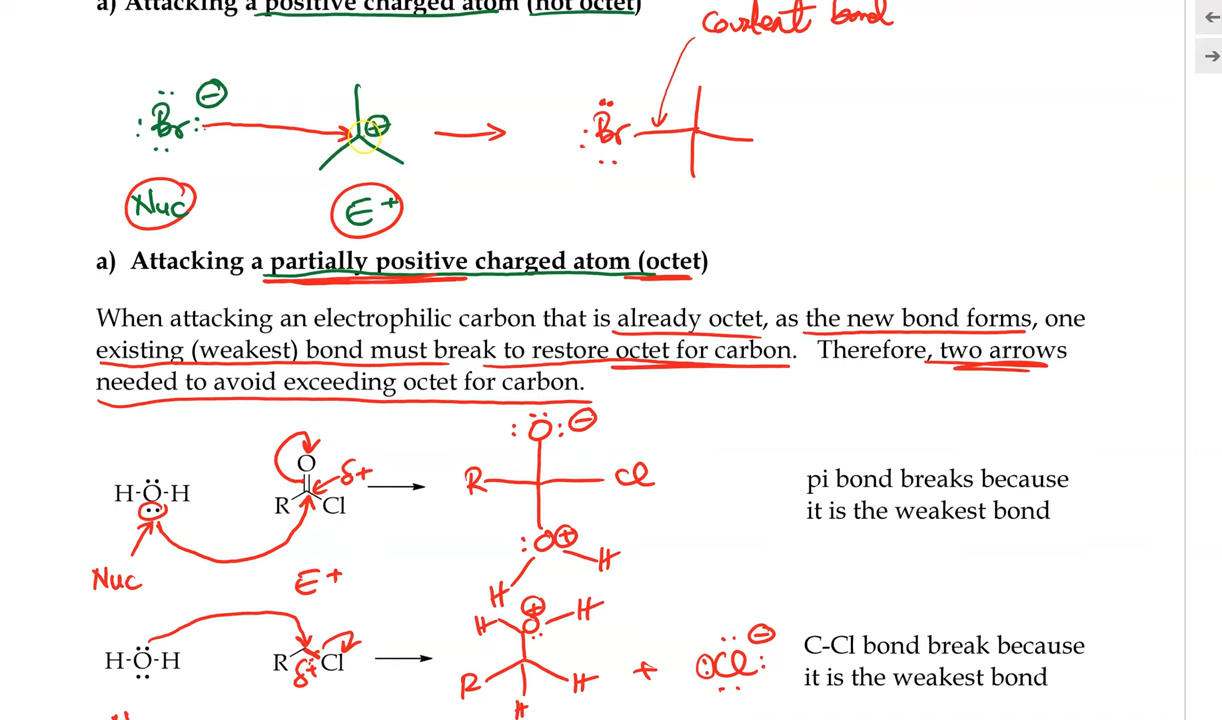 a) Attacking a positive charged atom (not octet)
covalent bond
Br ⊖ ⊕ Br
Nuc E+
a) Attacking a partially positive charged atom (octet)
When attacking an electrophilic carbon that is already octet, as the new bond forms, one
existing (weakest) bond must break to restore octet for carbon. Therefore, two arrows
needed to avoid exceeding octet for carbon.
:O: ⊖
O δ+
H-O-H R Cl R Cl
pi bond breaks because
it is the weakest bond
:O⊕ H
H
Nuc E+
H O⊕ H
H-O-H R δ+ Cl R H H + :Cl: ⊖
C-Cl bond break because
it is the weakest bond